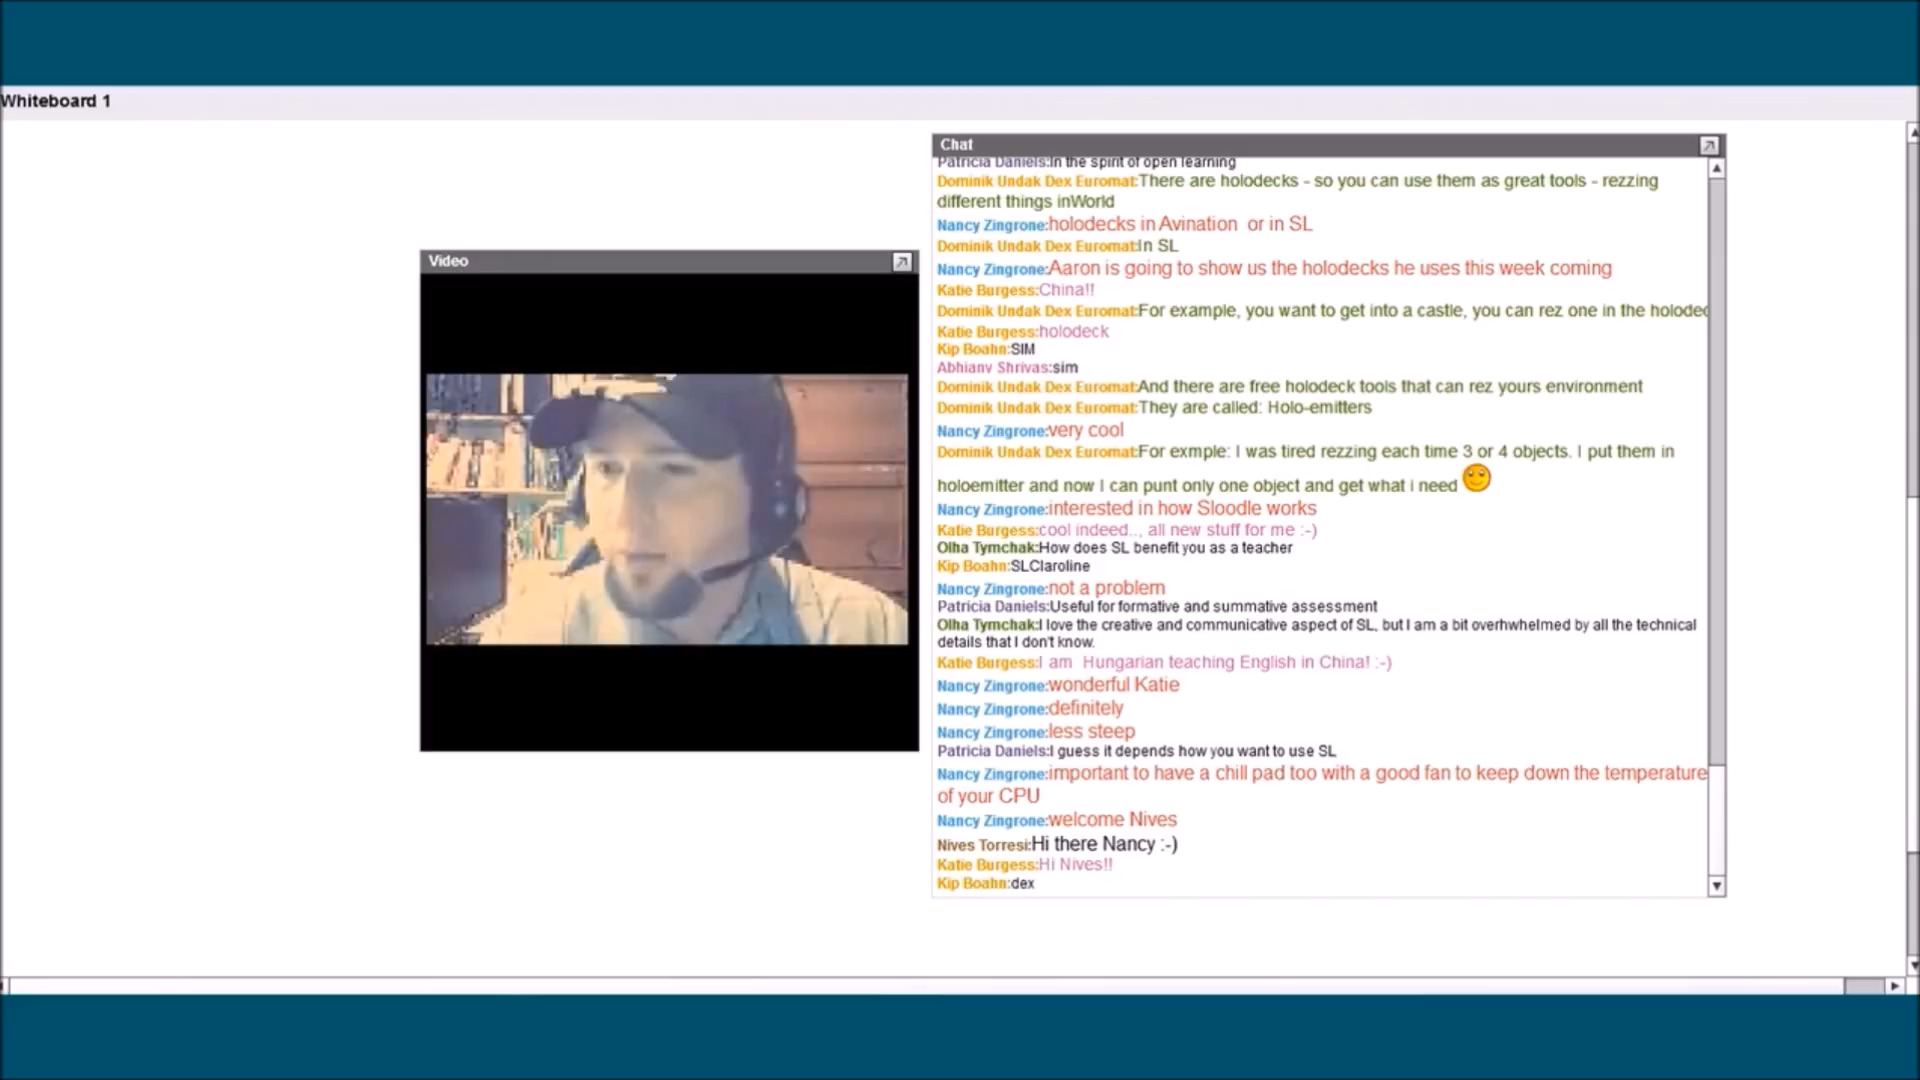 Whiteboard 1
Video
Chat
Patricia Daniels:In the spirit of open learning
Dominik Undak Dex Euromat:There are holodecks - so you can use them as great tools - rezzing
different things inWorld
Nancy Zingrone:holodecks in Avination or in SL
Dominik Undak Dex Euromat:In SL
Nancy Zingrone:Aaron is going to show us the holodecks he uses this week coming
Katie Burgess:China!!
Dominik Undak Dex Euromat:For example, you want to get into a castle, you can rez one in the holodec
Katie Burgess:holodeck
Kip Boahn:SIM
Abhianv Shrivas:sim
Dominik Undak Dex Euromat:And there are free holodeck tools that can rez yours environment
Dominik Undak Dex Euromat:They are called: Holo-emitters
Nancy Zingrone:very cool
Dominik Undak Dex Euromat:For exmple: I was tired rezzing each time 3 or 4 objects. I put them in
holoemitter and now I can punt only one object and get what i need
Nancy Zingrone:interested in how Sloodle works
Katie Burgess:cool indeed.., all new stuff for me :-)
Olha Tymchak:How does SL benefit you as a teacher
Kip Boahn:SLClaroline
Nancy Zingrone:not a problem
Patricia Daniels:Useful for formative and summative assessment
Olha Tymchak:I love the creative and communicative aspect of SL, but I am a bit overhwhelmed by all the technical
details that I don't know.
Katie Burgess:I am Hungarian teaching English in China! :-)
Nancy Zingrone:wonderful Katie
Nancy Zingrone:definitely
Nancy Zingrone:less steep
Patricia Daniels:I guess it depends how you want to use SL
Nancy Zingrone:important to have a chill pad too with a good fan to keep down the temperature
of your CPU
Nancy Zingrone:welcome Nives
Nives Torresi:Hi there Nancy :-)
Katie Burgess:Hi Nives!!
Kip Boahn:dex